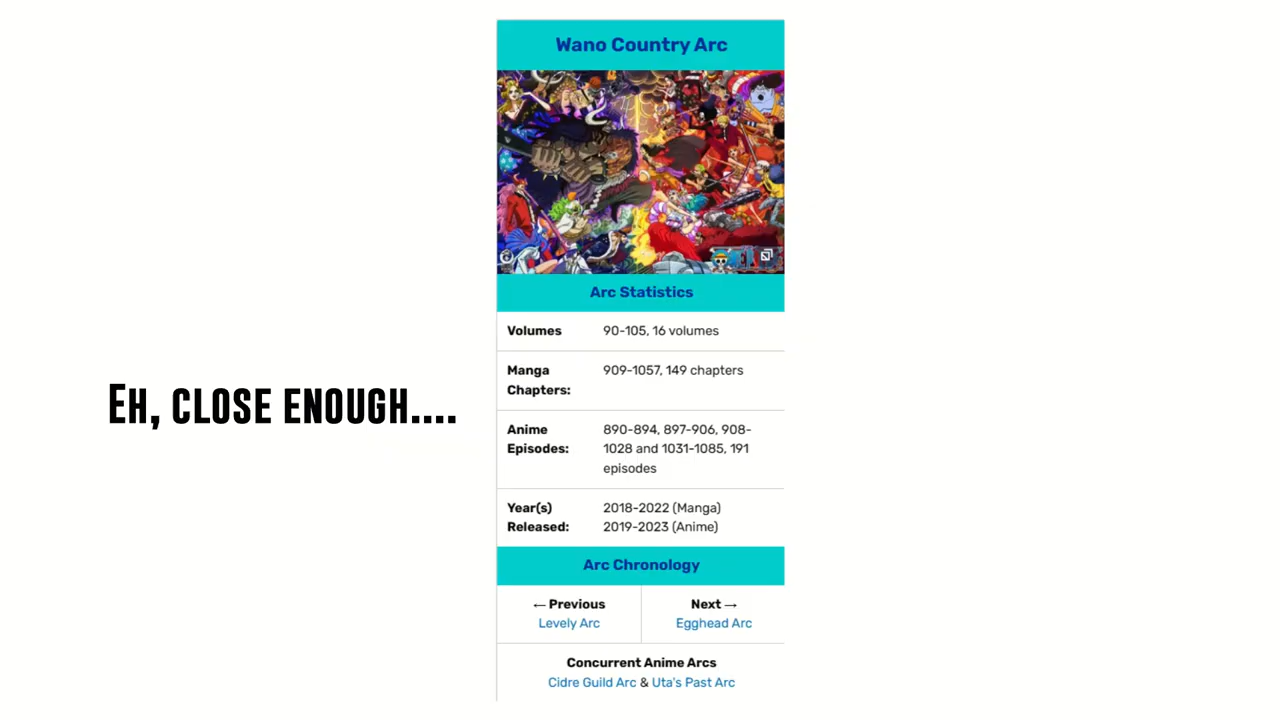 Wano Country Arc
Arc Statistics
Volumes 90-105, 16 volumes
Manga Chapters: 909-1057, 149 chapters
Anime Episodes: 890-894, 897-906, 908-
1028 and 1031-1085, 191
episodes
Year(s) Released: 2018-2022 (Manga)
2019-2023 (Anime)
Arc Chronology
← Previous Next →
Levely Arc Egghead Arc
Concurrent Anime Arcs
Cidre Guild Arc & Uta's Past Arc
Eh, close enough....